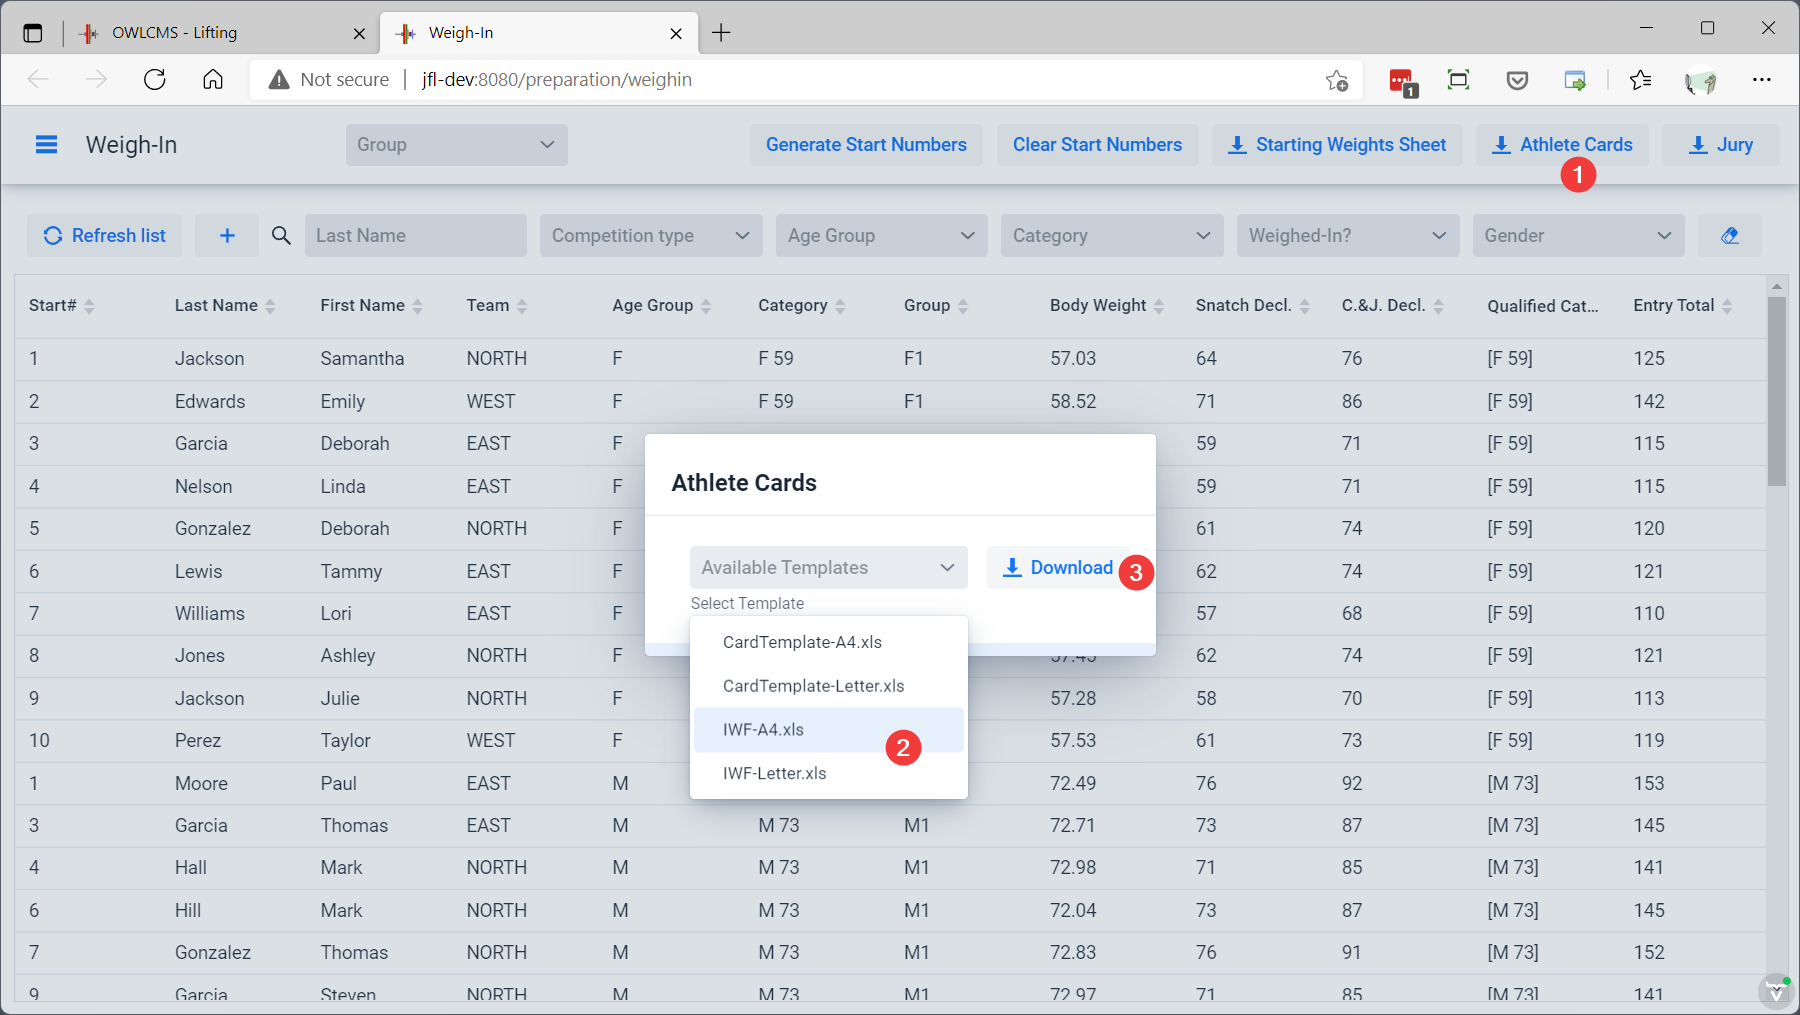 OWLCMS - Lifting
Weigh-In
Not secure
jfl-dev:8080/preparation/weighin
1
Weigh-In
Group
Generate Start Numbers
Clear Start Numbers
Starting Weights Sheet
Athlete Cards
Jury
1
Refresh list
Last Name
Competition type
Age Group
Category
Weighed-In?
Gender
Start# Last Name First Name Team Age Group Category Group Body Weight Snatch Decl. C.&J. Decl. Qualified Cat... Entry Total
1 Jackson Samantha NORTH F F 59 F1 57.03 64 76 [F 59] 125
2 Edwards Emily WEST F F 59 F1 58.52 71 86 [F 59] 142
3 Garcia Deborah EAST F 59 71 [F 59] 115
4 Nelson Linda EAST F 59 71 [F 59] 115
5 Gonzalez Deborah NORTH F 61 74 [F 59] 120
6 Lewis Tammy EAST F 62 74 [F 59] 121
7 Williams Lori EAST F 57 68 [F 59] 110
8 Jones Ashley NORTH F 62 74 [F 59] 121
9 Jackson Julie NORTH F 57.28 58 70 [F 59] 113
10 Perez Taylor WEST F 57.53 61 73 [F 59] 119
1 Moore Paul EAST M 72.49 76 92 [M 73] 153
3 Garcia Thomas EAST M M 73 M1 72.71 73 87 [M 73] 145
4 Hall Mark NORTH M M 73 M1 72.98 71 85 [M 73] 141
6 Hill Mark NORTH M M 73 M1 72.04 73 87 [M 73] 145
7 Gonzalez Thomas NORTH M M 73 M1 72.83 76 91 [M 73] 152
9 Garcia Steven NORTH M M 73 M1 72.97 71 85 [M 73] 141
Athlete Cards
Available Templates
Download
3
Select Template
CardTemplate-A4.xls
CardTemplate-Letter.xls
IWF-A4.xls
2
IWF-Letter.xls